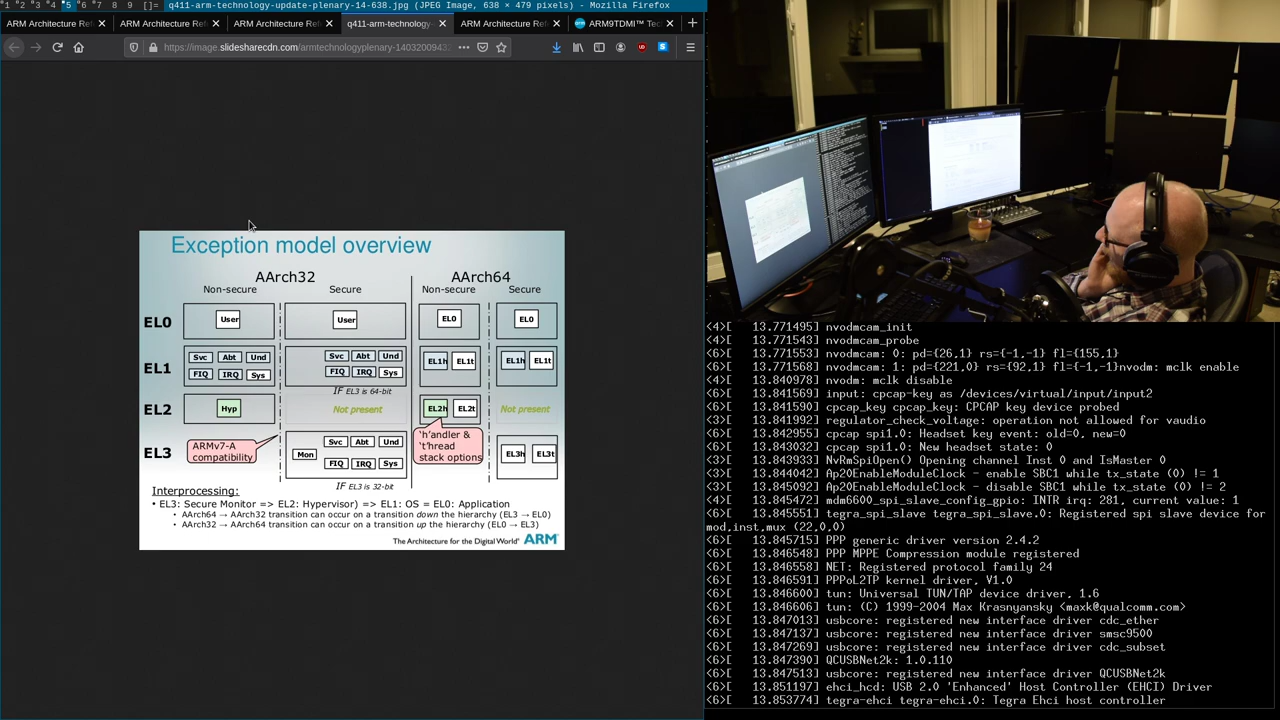 1 2 3 4 5 6 7 8 9 []= q411-arm-technology-update-plenary-14-638.jpg (JPEG Image, 638 × 479 pixels) - Mozilla Firefox
ARM Architecture Ref
ARM Architecture Ref
ARM Architecture Ref
q411-arm-technology-
ARM Architecture Ref
ARM9TDMI™ Tec
https://image.slidesharecdn.com/armtechnologyplenary-1403200943
Exception model overview
AArch32
AArch64
Non-secure
Secure
Non-secure
Secure
EL0
User
User
EL0
EL0
EL1
Svc Abt Und
FIQ IRQ Sys
Svc Abt Und
FIQ IRQ Sys
EL1h EL1t
EL1h EL1t
IF EL3 is 64-bit
EL2
Hyp
Not present
EL2h EL2t
Not present
EL3
ARMv7-A
compatibility
Mon
Svc Abt Und
FIQ IRQ Sys
'h'andler &
't'hread
stack options
EL3h EL3t
IF EL3 is 32-bit
Interprocessing:
• EL3: Secure Monitor => EL2: Hypervisor) => EL1: OS = EL0: Application
• AArch64 → AArch32 transition can occur on a transition down the hierarchy (EL3 → EL0)
• AArch32 → AArch64 transition can occur on a transition up the hierarchy (EL0 → EL3)
The Architecture for the Digital World® ARM
<4>[ 13.771495] nvodmcam_init
<4>[ 13.771543] nvodmcam_probe
<6>[ 13.771553] nvodmcam: 0: pd={26,1} rs={-1,-1} fl={155,1}
<6>[ 13.771568] nvodmcam: 1: pd={221,0} rs={92,1} fl={-1,-1}nvodm: mclk enable
<4>[ 13.840978] nvodm: mclk disable
<6>[ 13.841569] input: cpcap-key as /devices/virtual/input/input2
<6>[ 13.841590] cpcap_key cpcap_key: CPCAP key device probed
<3>[ 13.841992] regulator_check_voltage: operation not allowed for vaudio
<6>[ 13.842955] cpcap spi1.0: Headset key event: old=0, new=0
<6>[ 13.842970] cpcap spi1.0: New headset state: 0
<6>[ 13.843933] NvRmSpiOpen() Opening channel Inst 0 and IsMaster 0
<3>[ 13.844042] Ap20EnableModuleClock - enable SBC1 while tx_state (0) != 1
<3>[ 13.845092] Ap20EnableModuleClock - disable SBC1 while tx_state (0) != 2
<4>[ 13.845472] mdm6600_spi_slave_config_gpio: INTR irq: 281, current value: 1
<6>[ 13.845551] tegra_spi_slave tegra_spi_slave.0: Registered spi slave device for
mod,inst,mux (22,0,0)
<6>[ 13.845715] PPP generic driver version 2.4.2
<6>[ 13.846548] PPP MPPE Compression module registered
<6>[ 13.846558] NET: Registered protocol family 24
<6>[ 13.846591] PPPoL2TP kernel driver, V1.0
<6>[ 13.846600] tun: Universal TUN/TAP device driver, 1.6
<6>[ 13.846606] tun: (C) 1999-2004 Max Krasnyansky <maxk@qualcomm.com>
<6>[ 13.847013] usbcore: registered new interface driver cdc_ether
<6>[ 13.847137] usbcore: registered new interface driver smsc9500
<6>[ 13.847269] usbcore: registered new interface driver cdc_subset
<6>[ 13.847390] QCUSBNet2k: 1.0.110
<6>[ 13.847513] usbcore: registered new interface driver QCUSBNet2k
<6>[ 13.851197] ehci_hcd: USB 2.0 'Enhanced' Host Controller (EHCI) Driver
<6>[ 13.853774] tegra-ehci tegra-ehci.0: Tegra Ehci host controller